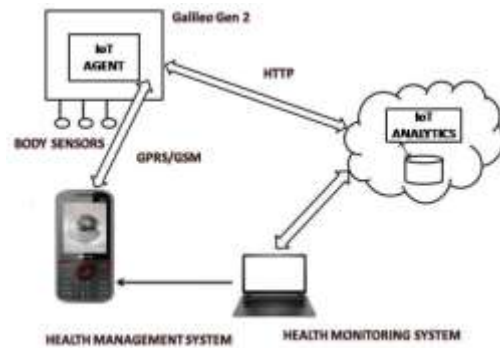 Galileo Gen 2
IoT
AGENT
HTTP
BODY SENSORS
GPRS/GSM
IoT
ANALYTICS
HEALTH MANAGEMENT SYSTEM
HEALTH MONITORING SYSTEM